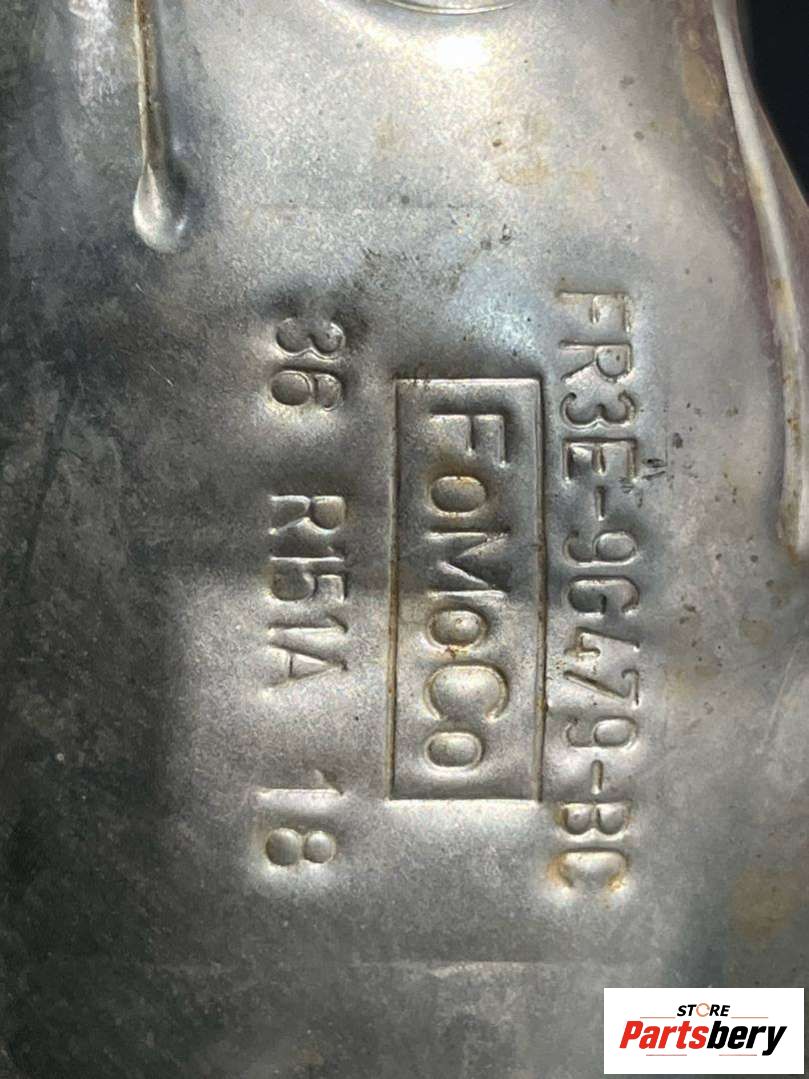 FR3E-9G479-BC
FoMoCo
36 R151A 18
STORE
Partsbery